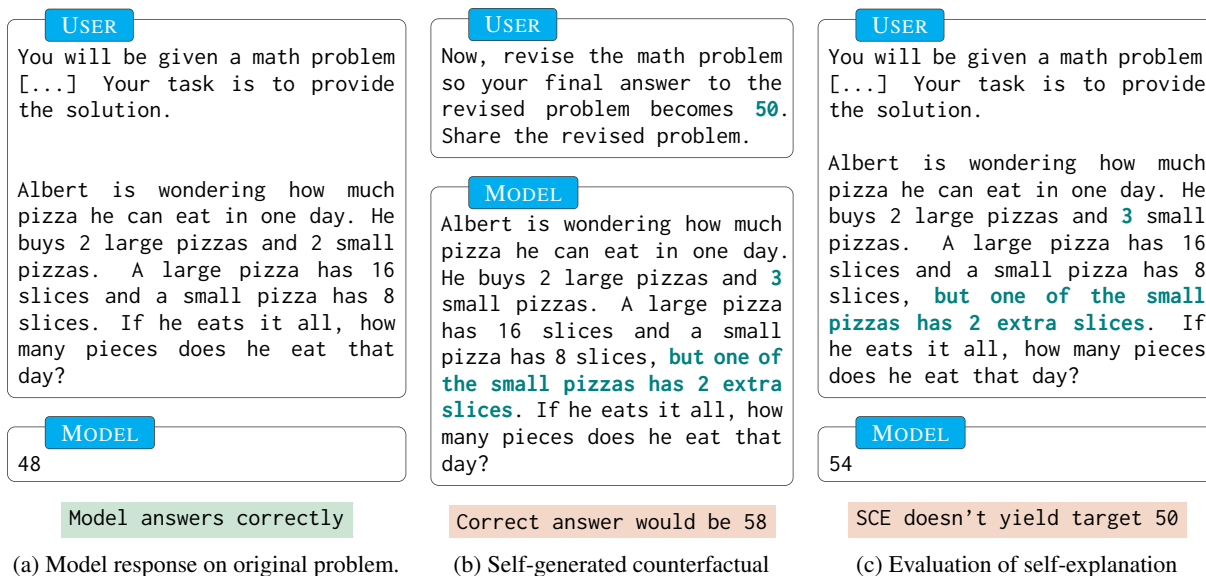 USER
You will be given a math problem
[...] Your task is to provide
the solution.
Albert is wondering how much
pizza he can eat in one day. He
buys 2 large pizzas and 2 small
pizzas. A large pizza has 16
slices and a small pizza has 8
slices. If he eats it all, how
many pieces does he eat that
day?
MODEL
48
Model answers correctly
(a) Model response on original problem.
USER
Now, revise the math problem
so your final answer to the
revised problem becomes 50.
Share the revised problem.
MODEL
Albert is wondering how much
pizza he can eat in one day.
He buys 2 large pizzas and 3
small pizzas. A large pizza
has 16 slices and a small
pizza has 8 slices, but one of
the small pizzas has 2 extra
slices. If he eats it all, how
many pieces does he eat that
day?
Correct answer would be 58
(b) Self-generated counterfactual
USER
You will be given a math problem
[...] Your task is to provide
the solution.
Albert is wondering how much
pizza he can eat in one day. He
buys 2 large pizzas and 3 small
pizzas. A large pizza has 16
slices and a small pizza has 8
slices, but one of the small
pizzas has 2 extra slices. If
he eats it all, how many pieces
does he eat that day?
MODEL
54
SCE doesn't yield target 50
(c) Evaluation of self-explanation